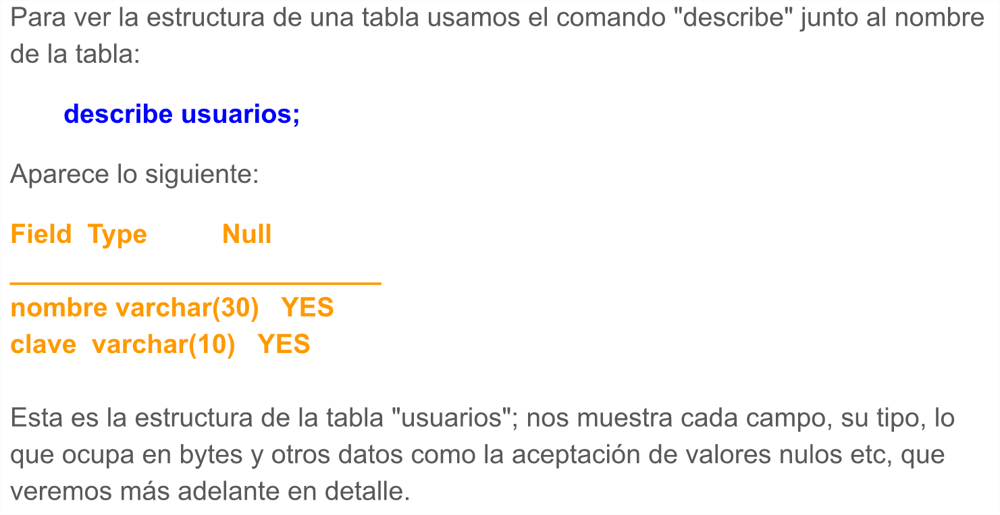 Para ver la estructura de una tabla usamos el comando "describe" junto al nombre
de la tabla:
describe usuarios;
Aparece lo siguiente:
Field Type Null
_________________________
nombre varchar(30) YES
clave varchar(10) YES
Esta es la estructura de la tabla "usuarios"; nos muestra cada campo, su tipo, lo
que ocupa en bytes y otros datos como la aceptación de valores nulos etc, que
veremos más adelante en detalle.